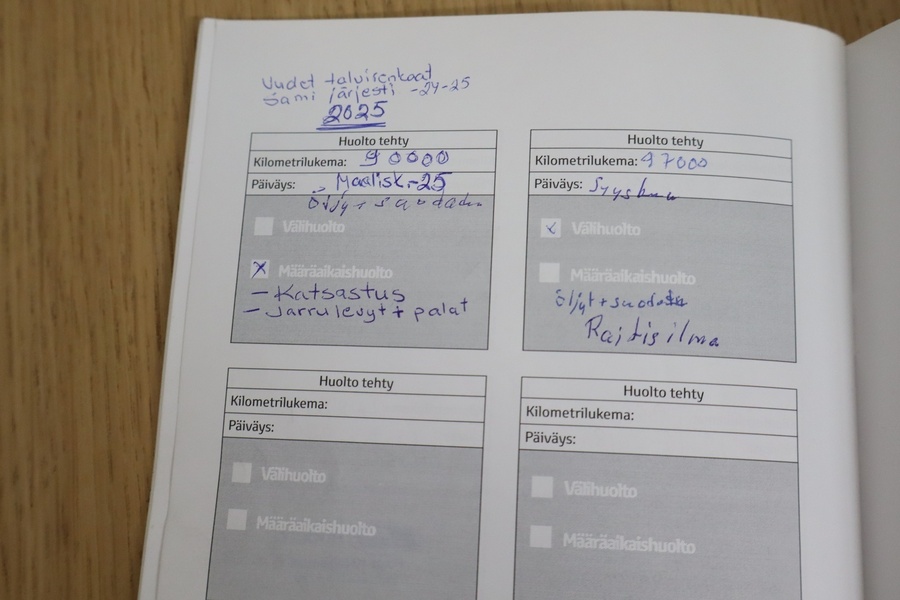 Uudet talvirenkaat
Sami järjesti -24-25
2025
Huolto tehty
Kilometrilukema: 90000
Päiväys: Maalisk.-25
Öljy + suodatin
Välihuolto
x Määräaikaishuolto
- Katsastus
- Jarrulevyt + palat
Huolto tehty
Kilometrilukema: 97000
Päiväys: Syyskuu
x Välihuolto
Määräaikaishuolto
Öljyt + suodatin
Raitisilma
Huolto tehty
Kilometrilukema:
Päiväys:
Välihuolto
Määräaikaishuolto
Huolto tehty
Kilometrilukema:
Päiväys:
Välihuolto
Määräaikaishuolto